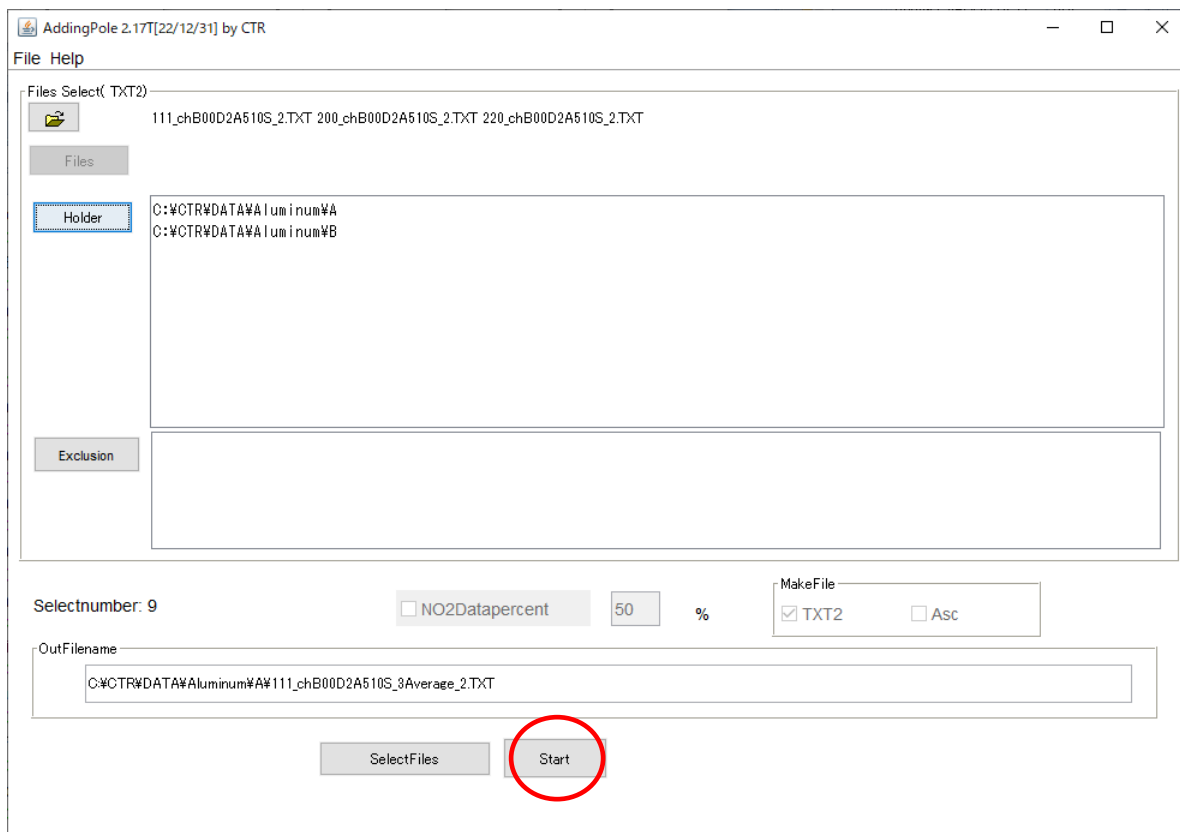 AddingPole 2.17T[22/12/31] by CTR
File Help
Files Select( TXT2)
111_chB00D2A510S_2.TXT 200_chB00D2A510S_2.TXT 220_chB00D2A510S_2.TXT
Files
Holder
C:¥CTR¥DATA¥Aluminum¥A
C:¥CTR¥DATA¥Aluminum¥B
Exclusion
Selectnumber: 9
NO2Datapercent
50
%
MakeFile
TXT2
Asc
OutFilename
C:¥CTR¥DATA¥Aluminum¥A¥111_chB00D2A510S_3Average_2.TXT
SelectFiles
Start